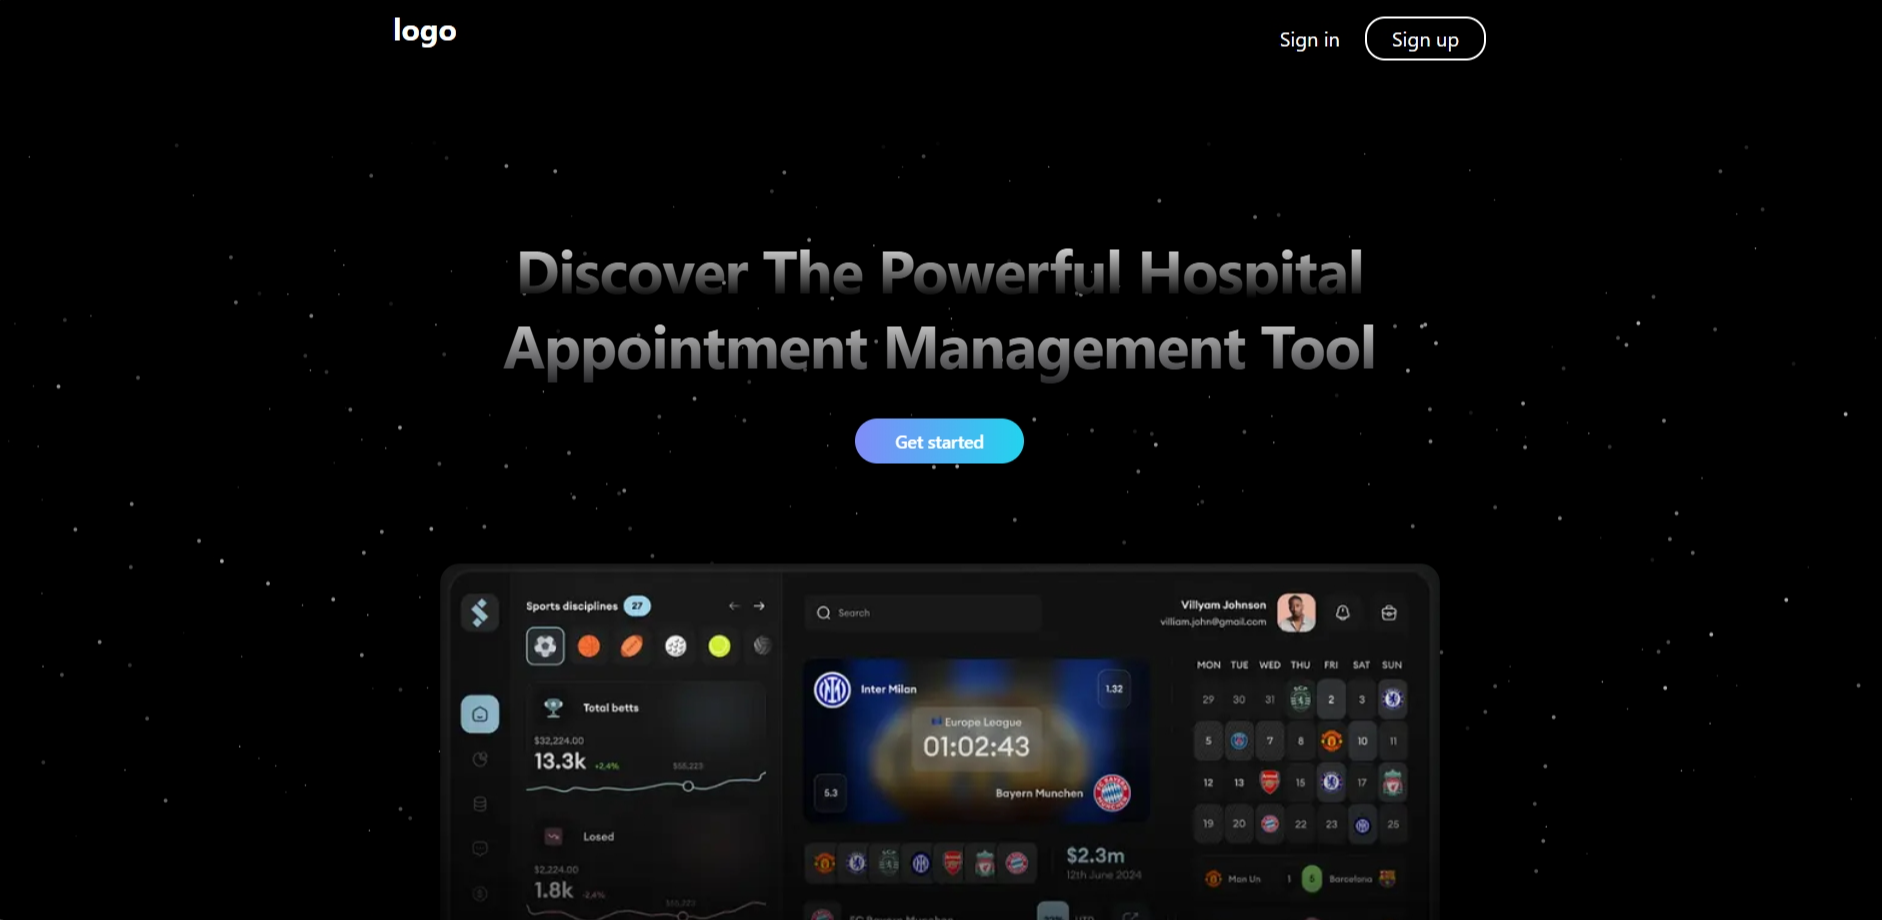 logo
Sign in
Sign up
Discover The Powerful Hospital
Appointment Management Tool
Get started
Sports disciplines 27
Search
Villyam Johnson
villiam.john@gmail.com
Total betts
$32,224.00
13.3k +2,4%
$55,223
Losed
$2,224.00
1.8k -2,4%
Inter Milan
1.32
Europe League
01:02:43
5.3
Bayern Munchen
$2.3m
12th June 2024
MON TUE WED THU FRI SAT SUN
29 30 31 2 3
5 7 8 10 11
12 13 15 17
19 20 22 23 25
Man Un 1 5 Barcelona
FC Bayern Munchen